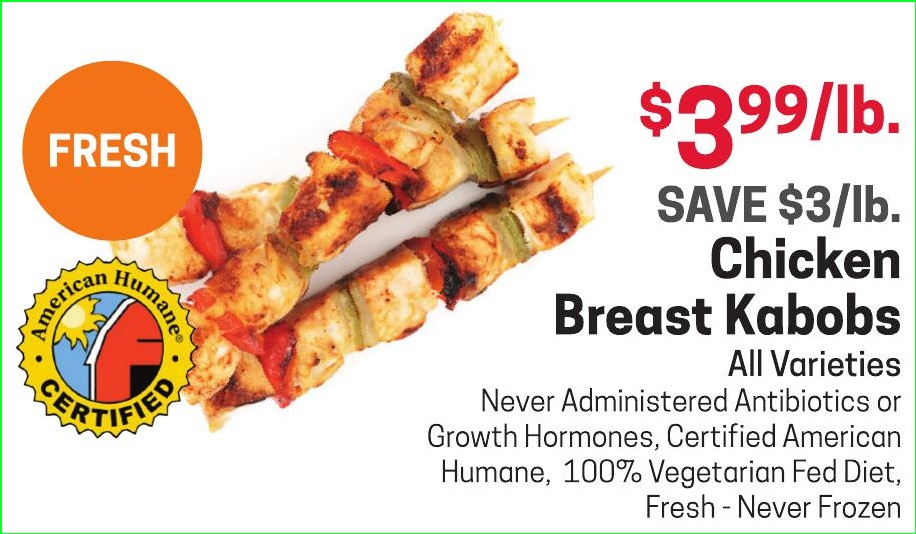 FRESH
$3 99/lb.
SAVE $3/lb.
Chicken
Breast Kabobs
All Varieties
Never Administered Antibiotics or
Growth Hormones, Certified American
Humane, 100% Vegetarian Fed Diet,
Fresh - Never Frozen
American Humane®
CERTIFIED